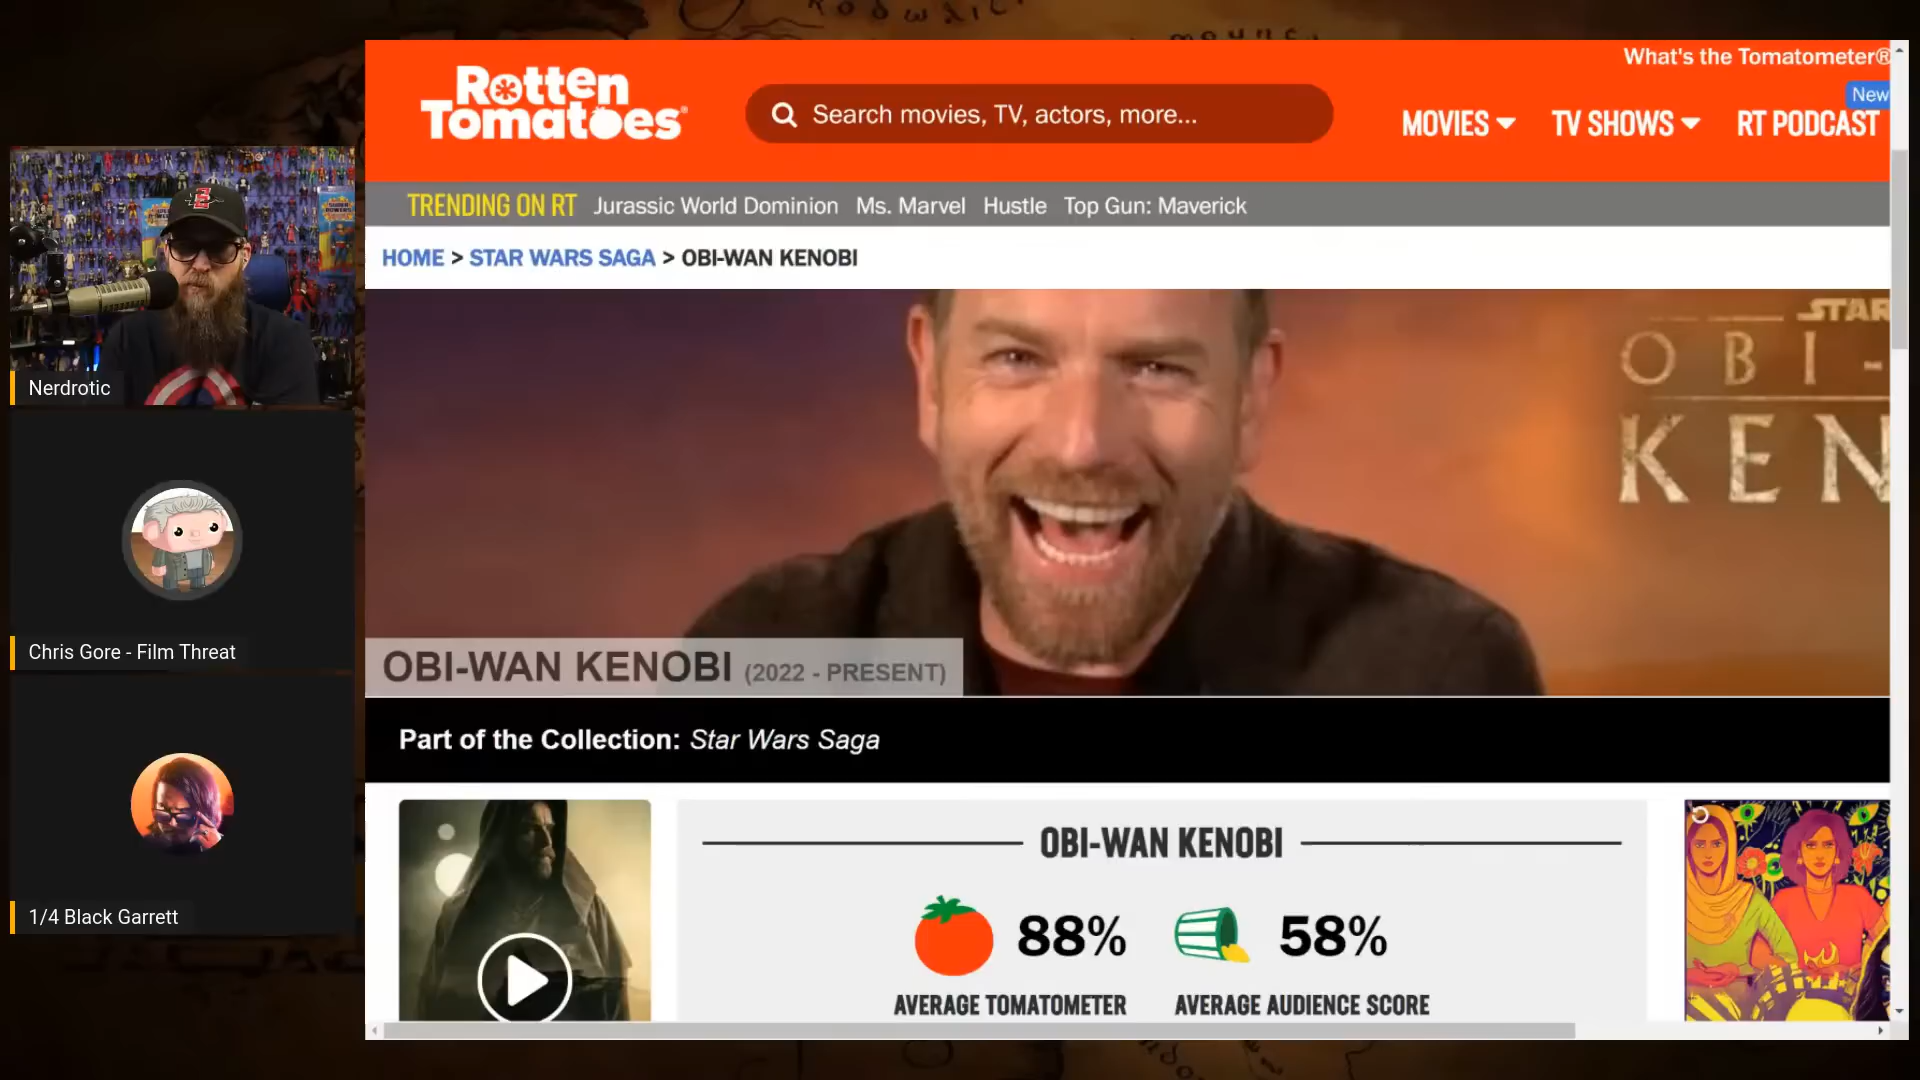 What's the Tomatometer®
Rotten
Tomatoes
Search movies, TV, actors, more...
New
MOVIES
TV SHOWS
RT PODCAST
TRENDING ON RT Jurassic World Dominion Ms. Marvel Hustle Top Gun: Maverick
HOME > STAR WARS SAGA > OBI-WAN KENOBI
STAR
OBI-
KEN
Nerdrotic
Chris Gore - Film Threat
OBI-WAN KENOBI (2022 - PRESENT)
Part of the Collection: Star Wars Saga
OBI-WAN KENOBI
88%
58%
AVERAGE TOMATOMETER
AVERAGE AUDIENCE SCORE
1/4 Black Garrett